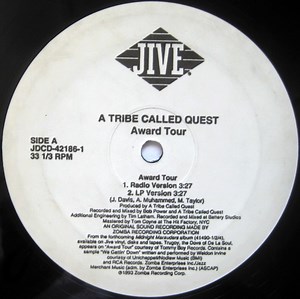 JIVE
A TRIBE CALLED QUEST
Award Tour
SIDE A
JDCD-42186-1
33 1/3 RPM
Award Tour
1. Radio Version 3:27
2. LP Version 3:27
(J. Davis, A. Muhammed, M. Taylor)
Produced by A Tribe Called Quest
Recorded and Mixed by Bob Power and A Tribe Called Quest
Additional Engineering by Tim Latham. Recorded and Mixed at Battery Studios
Mastered by Tom Coyne at The Hit Factory, NYC
AN ORIGINAL SOUND RECORDING MADE BY
ZOMBA RECORDING CORPORATION
From the forthcoming Midnight Marauders album (41490-1/2/4),
available on Jive vinyl, disks and tapes. Trugoy, the Dove of De La Soul,
appears on "Award Tour" courtesy of Tommy Boy Records. Contains a
sample "We Gettin' Down" written and performed by Weldon Irvine
courtesy of Nodlew Music (BMI)
and RCA Records. Zomba Enterprises Inc/Jazz
Merchant Music (adm. by Zomba Enterprises Inc.) (ASCAP)
©1993 Zomba Recording Corporation